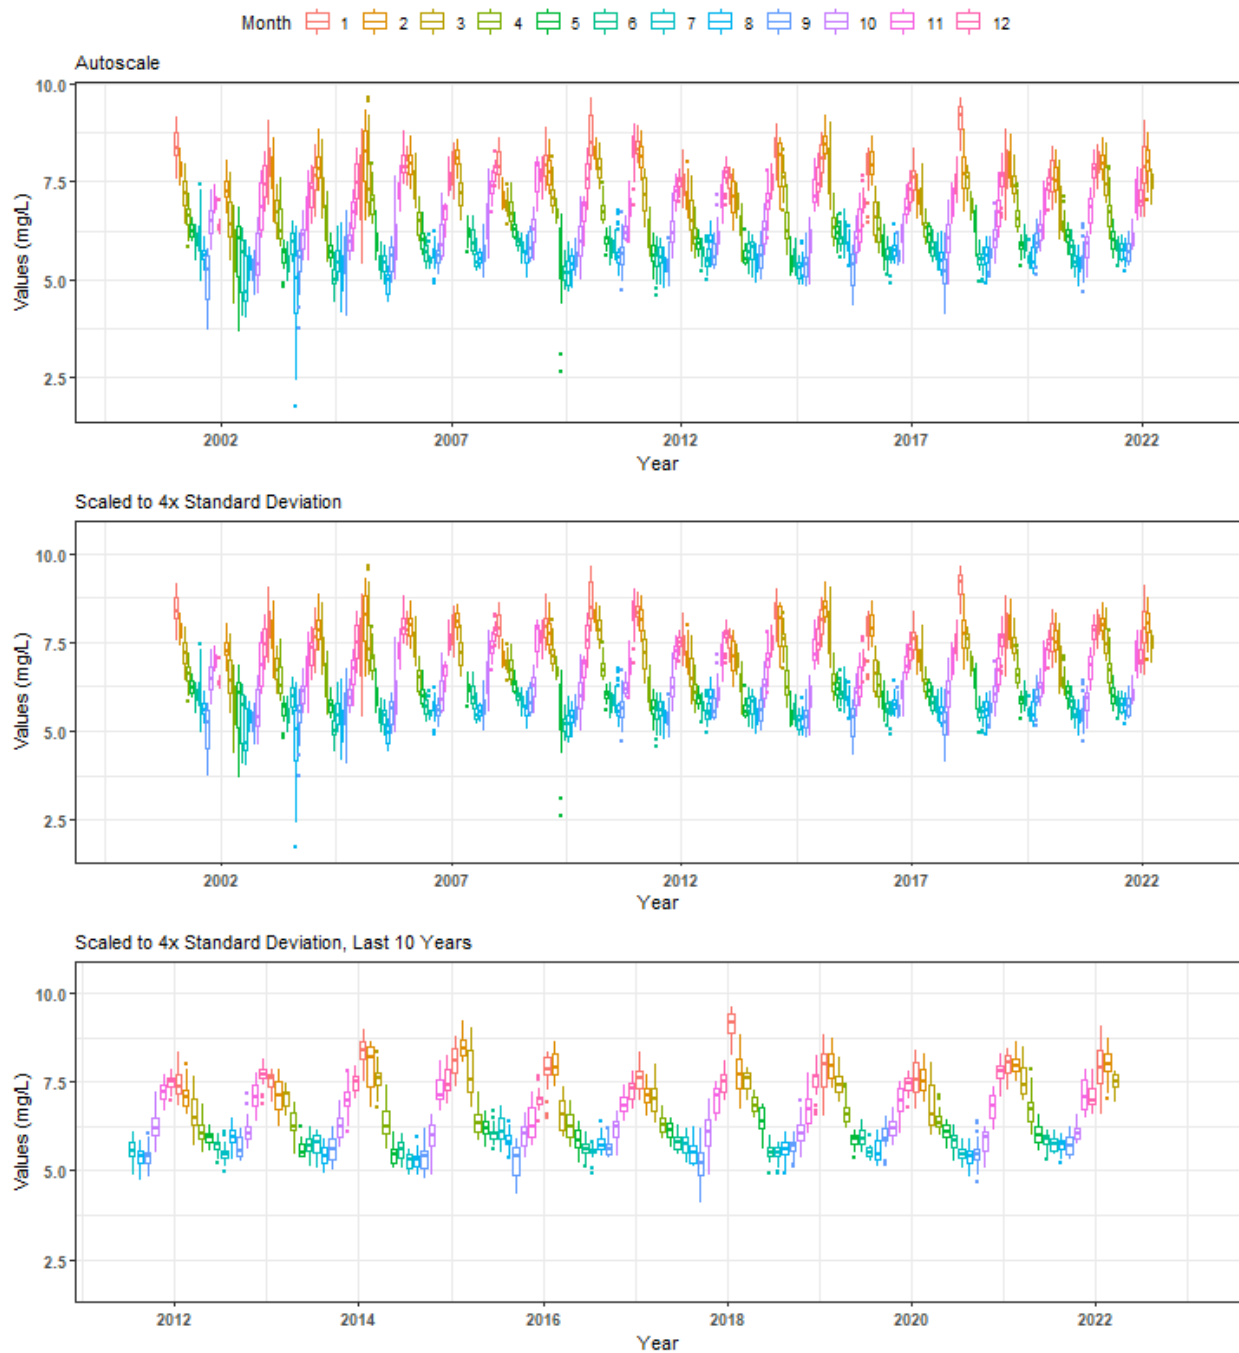 Month 1 2 3 4 5 6 7 8 9 10 11 12
Autoscale
10.0
7.5
5.0
2.5
Values (mg/L)
2002 2007 2012 2017 2022
Year
Scaled to 4x Standard Deviation
10.0
7.5
5.0
2.5
Values (mg/L)
2002 2007 2012 2017 2022
Year
Scaled to 4x Standard Deviation, Last 10 Years
10.0
7.5
5.0
2.5
Values (mg/L)
2012 2014 2016 2018 2020 2022
Year